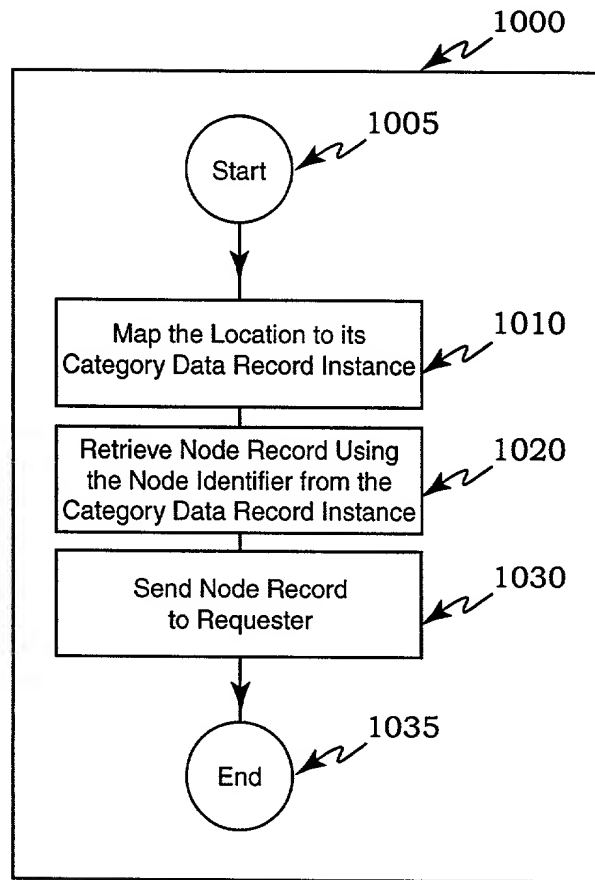 1000
1005
Start
Map the Location to its
Category Data Record Instance
1010
Retrieve Node Record Using
the Node Identifier from the
Category Data Record Instance
1020
Send Node Record
to Requester
1030
1035
End